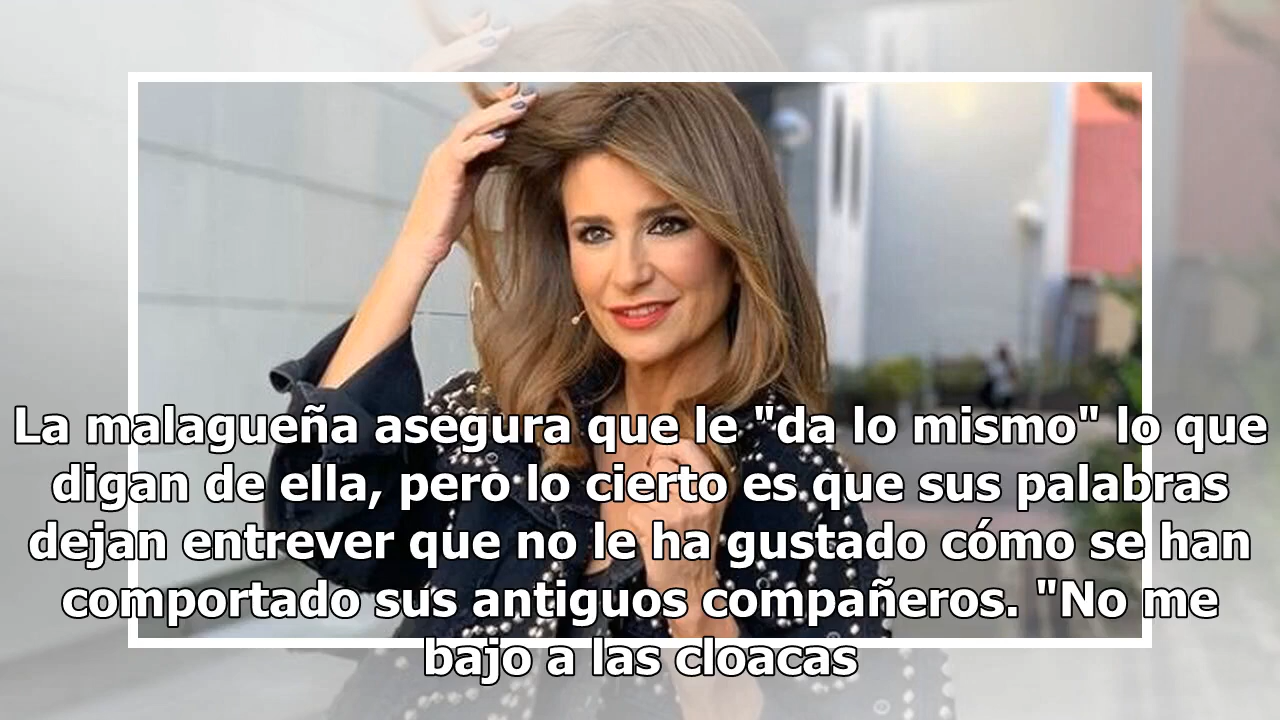 La malagueña asegura que le "da lo mismo" lo que
digan de ella, pero lo cierto es que sus palabras
dejan entrever que no le ha gustado cómo se han
comportado sus antiguos compañeros. "No me
bajo a las cloacas